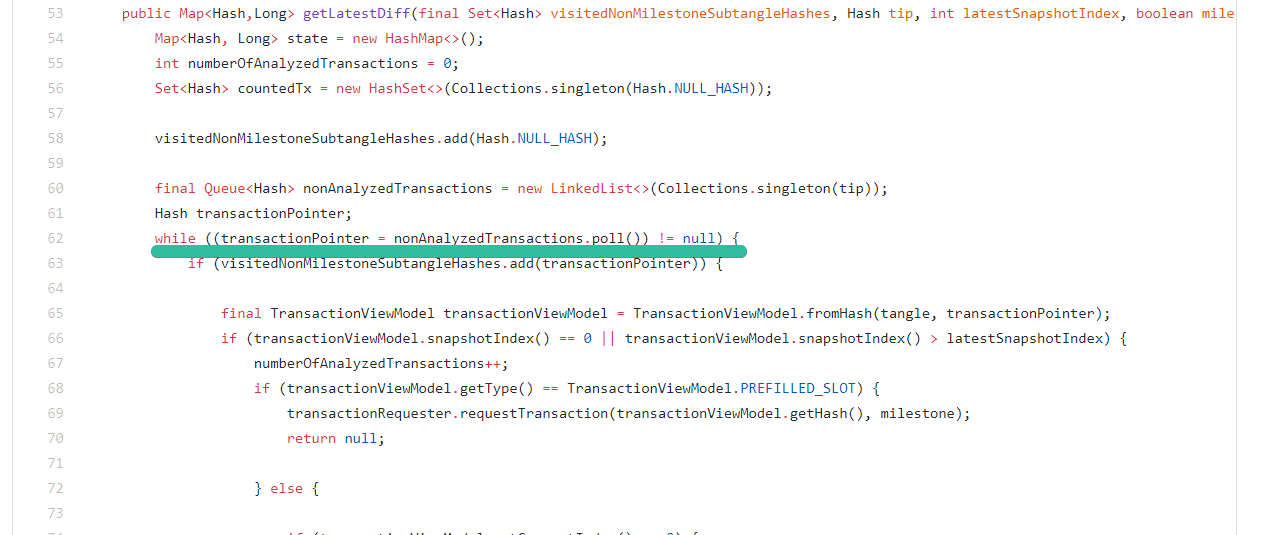 53 public Map<Hash,Long> getLatestDiff(final Set<Hash> visitedNonMilestoneSubtangleHashes, Hash tip, int latestSnapshotIndex, boolean mile
54 Map<Hash, Long> state = new HashMap<>();
55 int numberOfAnalyzedTransactions = 0;
56 Set<Hash> countedTx = new HashSet<>(Collections.singleton(Hash.NULL_HASH));
57
58 visitedNonMilestoneSubtangleHashes.add(Hash.NULL_HASH);
59
60 final Queue<Hash> nonAnalyzedTransactions = new LinkedList<>(Collections.singleton(tip));
61 Hash transactionPointer;
62 while ((transactionPointer = nonAnalyzedTransactions.poll()) != null) {
63 if (visitedNonMilestoneSubtangleHashes.add(transactionPointer)) {
64
65 final TransactionViewModel transactionViewModel = TransactionViewModel.fromHash(tangle, transactionPointer);
66 if (transactionViewModel.snapshotIndex() == 0 || transactionViewModel.snapshotIndex() > latestSnapshotIndex) {
67 numberOfAnalyzedTransactions++;
68 if (transactionViewModel.getType() == TransactionViewModel.PREFILLED_SLOT) {
69 transactionRequester.requestTransaction(transactionViewModel.getHash(), milestone);
70 return null;
71
72 } else {
73